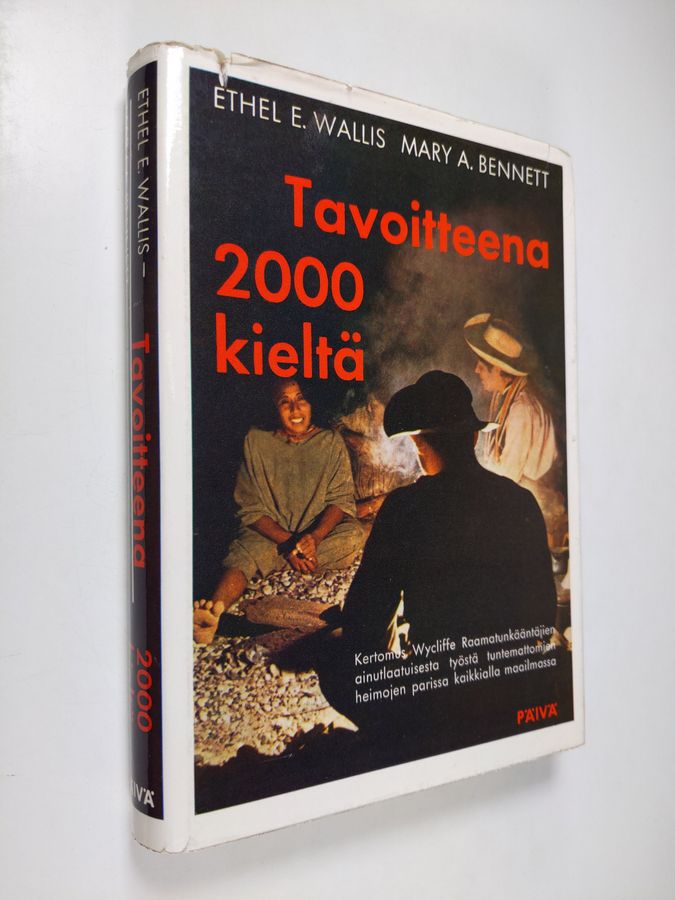 ETHEL E. WALLIS MARY A. BENNETT
Tavoitteena
2000
kieltä
Kertomus Wycliffe Raamatunkääntäjien
ainutlaatuisesta työstä tuntemattomien
heimojen parissa kaikkialla maailmassa
PÄIVÄ
ETHEL E. WALLIS –
Tavoitteena
2000